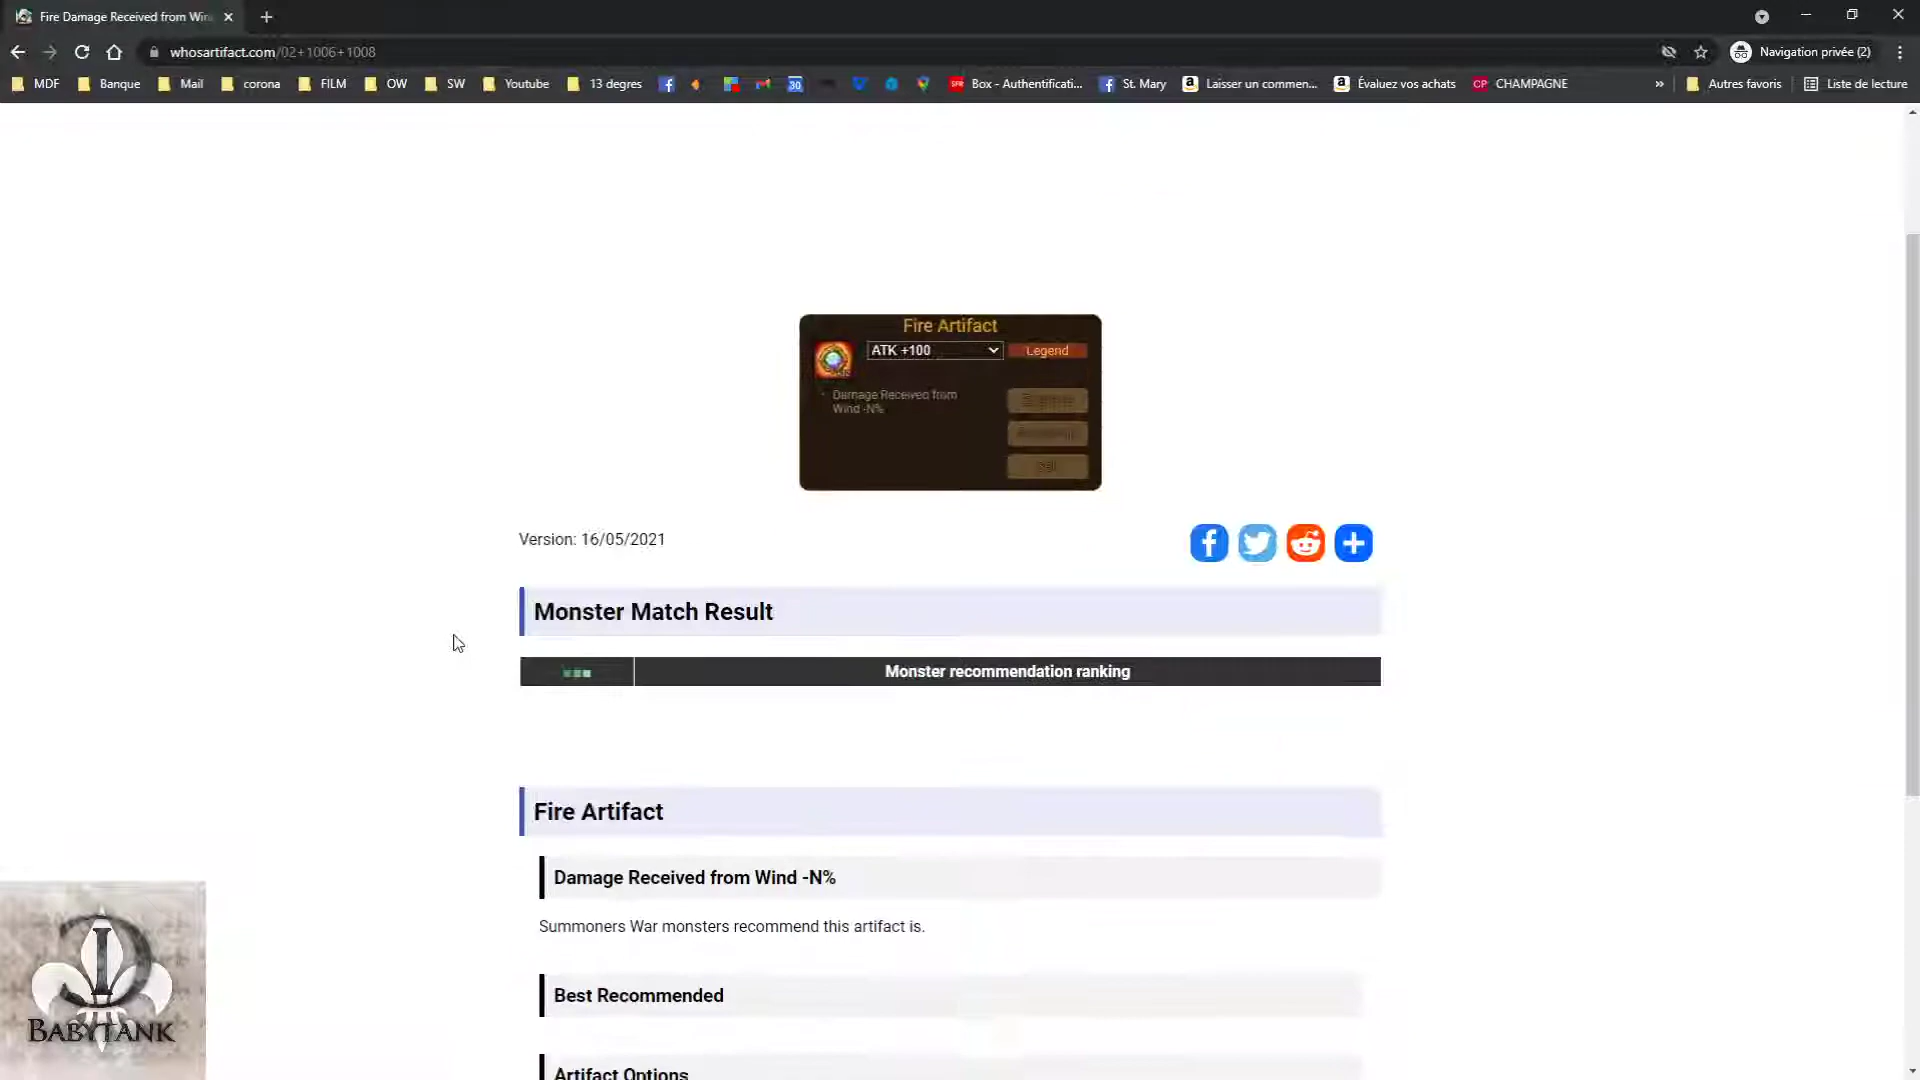 Fire Damage Received from Win
whosartifact.com/02+1006+1008
Navigation privée (2)
MDF
Banque
Mail
corona
FILM
OW
SW
Youtube
13 degres
30
Box - Authentificati...
St. Mary
Laisser un commen...
Évaluez vos achats
CP
CHAMPAGNE
»
Autres favoris
Liste de lecture
Fire Artifact
ATK +100
Legend
Damage Received from
Wind -N%
Sell
Version: 16/05/2021
Monster Match Result
Monster recommendation ranking
Fire Artifact
Damage Received from Wind -N%
Summoners War monsters recommend this artifact is.
Best Recommended
Artifact Options
BABYTANK